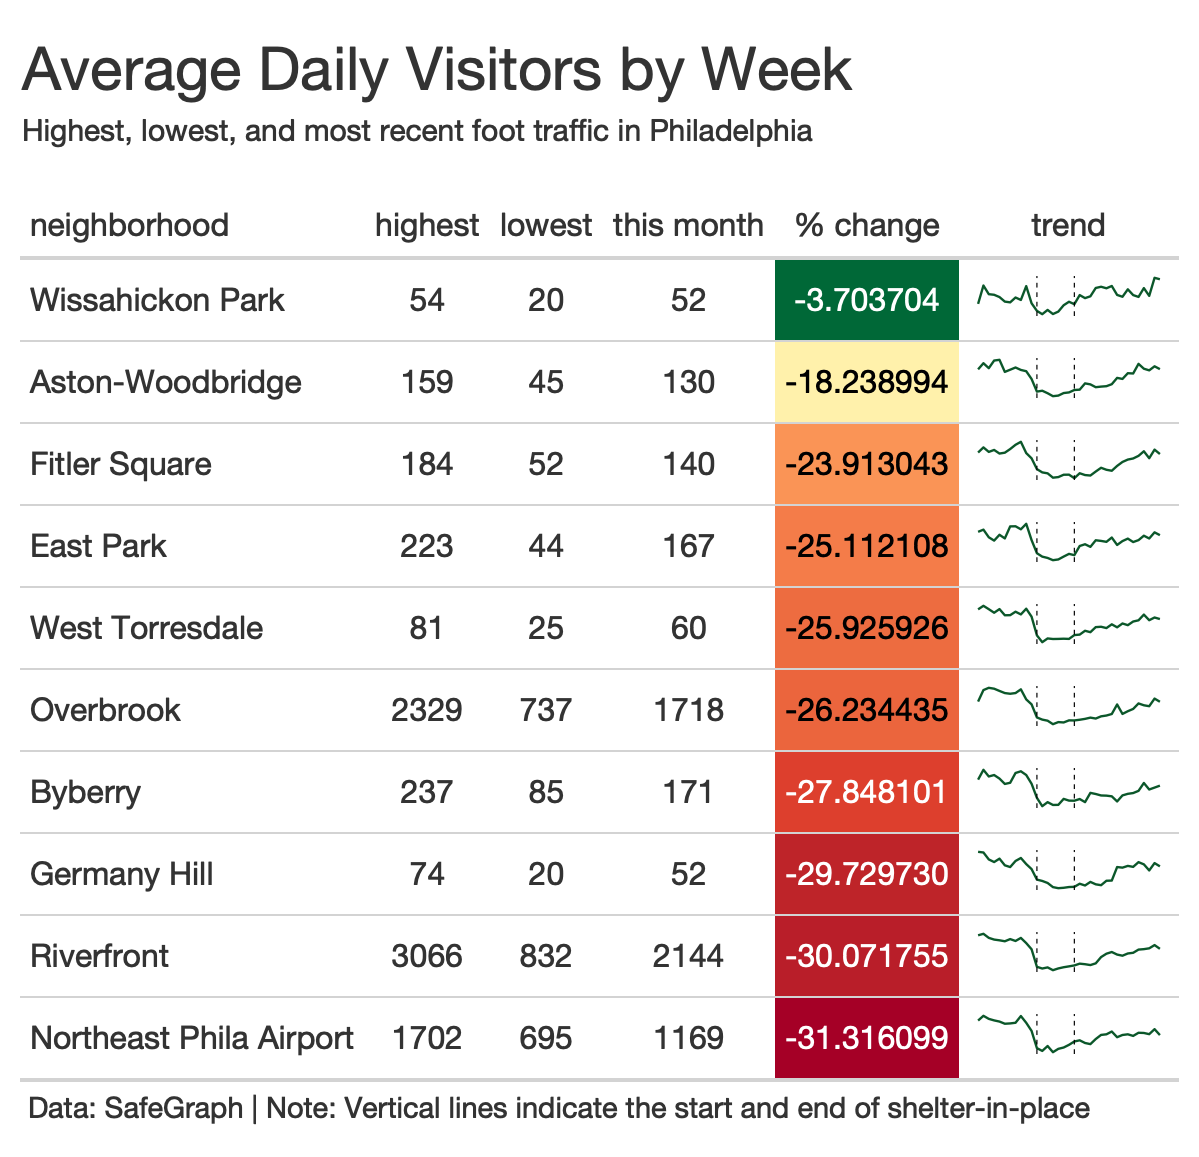 Average Daily Visitors by Week
Highest, lowest, and most recent foot traffic in Philadelphia
neighborhood highest lowest this month % change trend
Wissahickon Park 54 20 52 -3.703704
Aston-Woodbridge 159 45 130 -18.238994
Fitler Square 184 52 140 -23.913043
East Park 223 44 167 -25.112108
West Torresdale 81 25 60 -25.925926
Overbrook 2329 737 1718 -26.234435
Byberry 237 85 171 -27.848101
Germany Hill 74 20 52 -29.729730
Riverfront 3066 832 2144 -30.071755
Northeast Phila Airport 1702 695 1169 -31.316099
Data: SafeGraph | Note: Vertical lines indicate the start and end of shelter-in-place